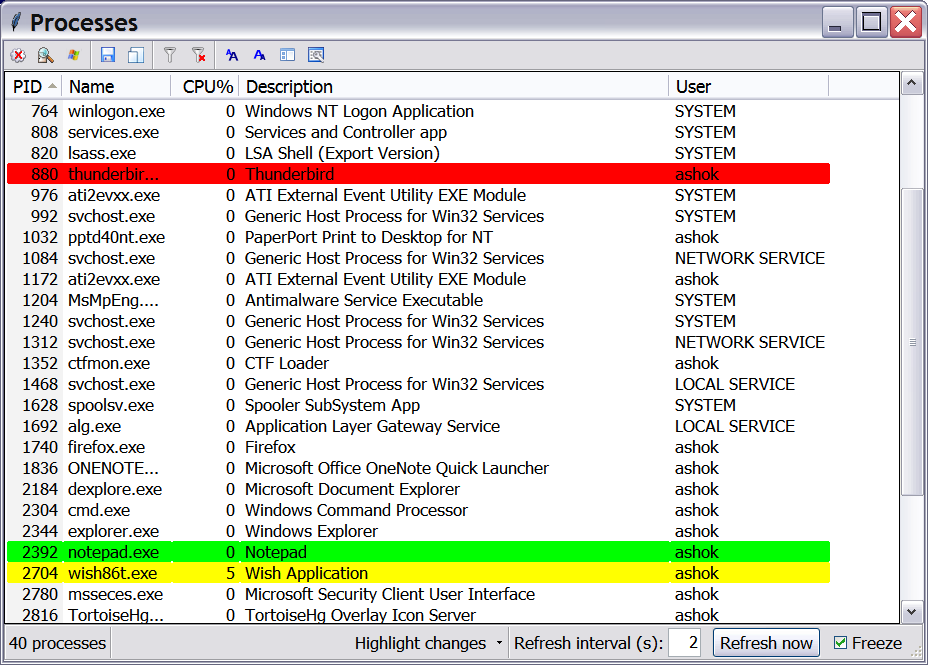 Processes
PID Name CPU% Description User
764 winlogon.exe 0 Windows NT Logon Application SYSTEM
808 services.exe 0 Services and Controller app SYSTEM
820 lsass.exe 0 LSA Shell (Export Version) SYSTEM
880 thunderbir... 0 Thunderbird ashok
976 ati2evxx.exe 0 ATI External Event Utility EXE Module SYSTEM
992 svchost.exe 0 Generic Host Process for Win32 Services SYSTEM
1032 pptd40nt.exe 0 PaperPort Print to Desktop for NT ashok
1084 svchost.exe 0 Generic Host Process for Win32 Services NETWORK SERVICE
1172 ati2evxx.exe 0 ATI External Event Utility EXE Module ashok
1204 MsMpEng.... 0 Antimalware Service Executable SYSTEM
1240 svchost.exe 0 Generic Host Process for Win32 Services SYSTEM
1312 svchost.exe 0 Generic Host Process for Win32 Services NETWORK SERVICE
1352 ctfmon.exe 0 CTF Loader ashok
1468 svchost.exe 0 Generic Host Process for Win32 Services LOCAL SERVICE
1628 spoolsv.exe 0 Spooler SubSystem App SYSTEM
1692 alg.exe 0 Application Layer Gateway Service LOCAL SERVICE
1740 firefox.exe 0 Firefox ashok
1836 ONENOTE... 0 Microsoft Office OneNote Quick Launcher ashok
2184 dexplore.exe 0 Microsoft Document Explorer ashok
2304 cmd.exe 0 Windows Command Processor ashok
2344 explorer.exe 0 Windows Explorer ashok
2392 notepad.exe 0 Notepad ashok
2704 wish86t.exe 5 Wish Application ashok
2780 msseces.exe 0 Microsoft Security Client User Interface ashok
2816 TortoiseHg... 0 TortoiseHg Overlay Icon Server ashok
40 processes Highlight changes Refresh interval (s): 2 Refresh now Freeze